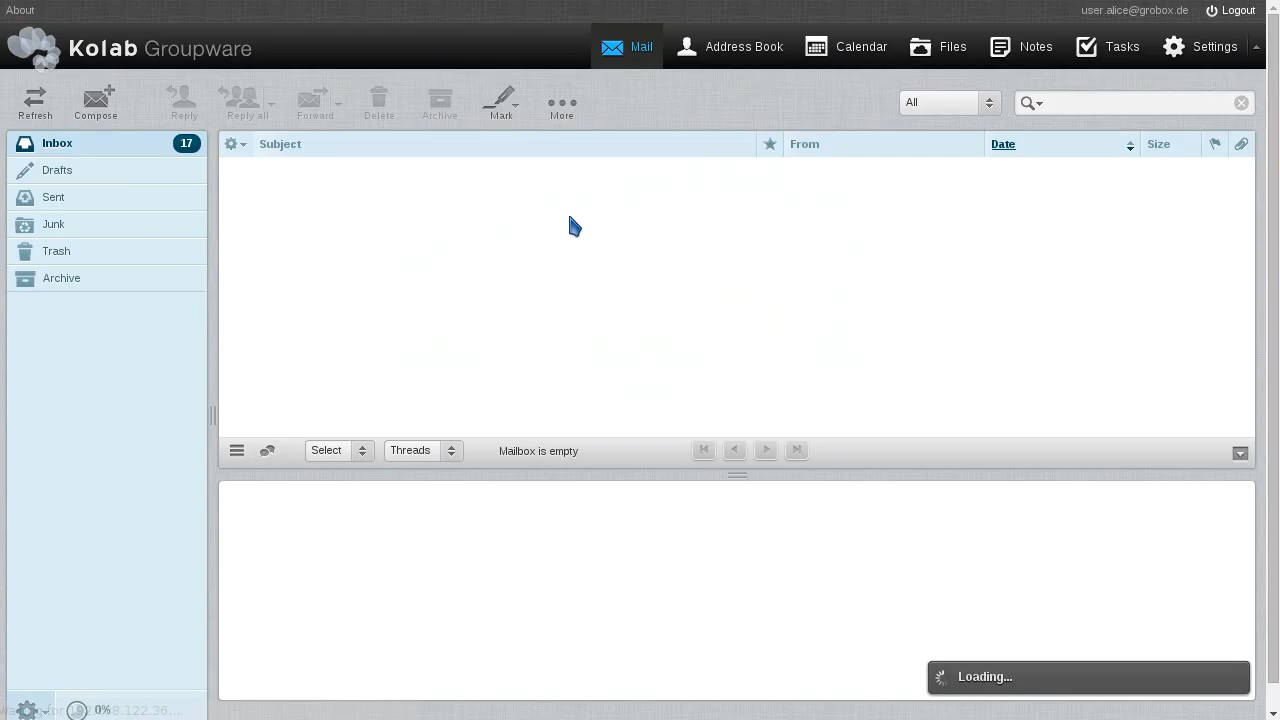 About
user.alice@grobox.de Logout
Kolab Groupware
Mail Address Book Calendar Files Notes Tasks Settings
Refresh Compose Reply Reply all Forward Delete Archive Mark More
All
Inbox 17
Drafts
Sent
Junk
Trash
Archive
Subject From Date Size
Select Threads Mailbox is empty
Loading...
0%